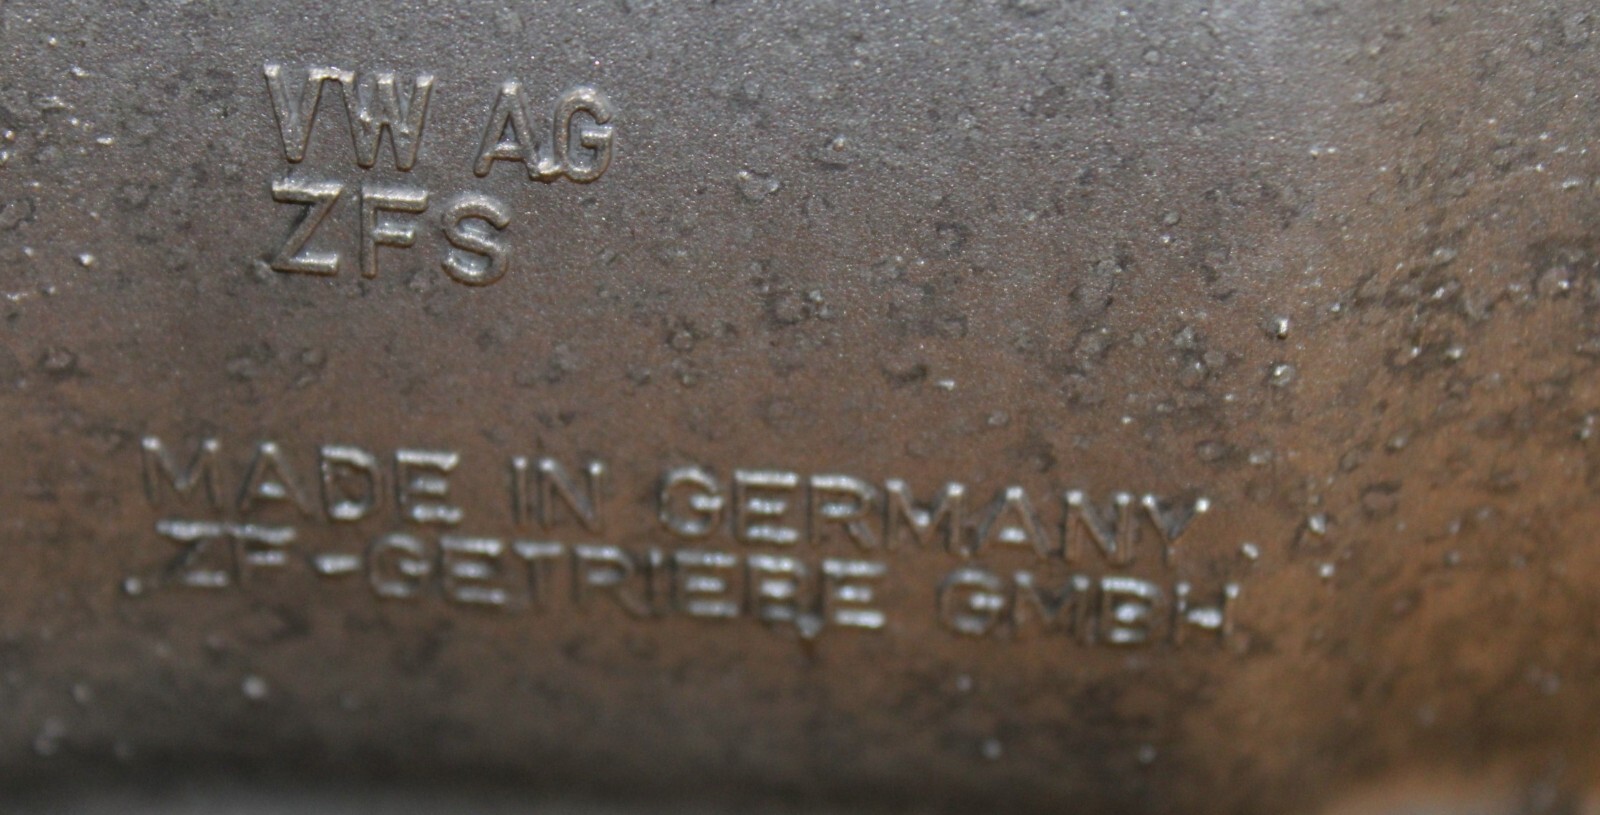 VW AG
ZFS
MADE IN GERMANY
ZF-GETRIEBE GMBH